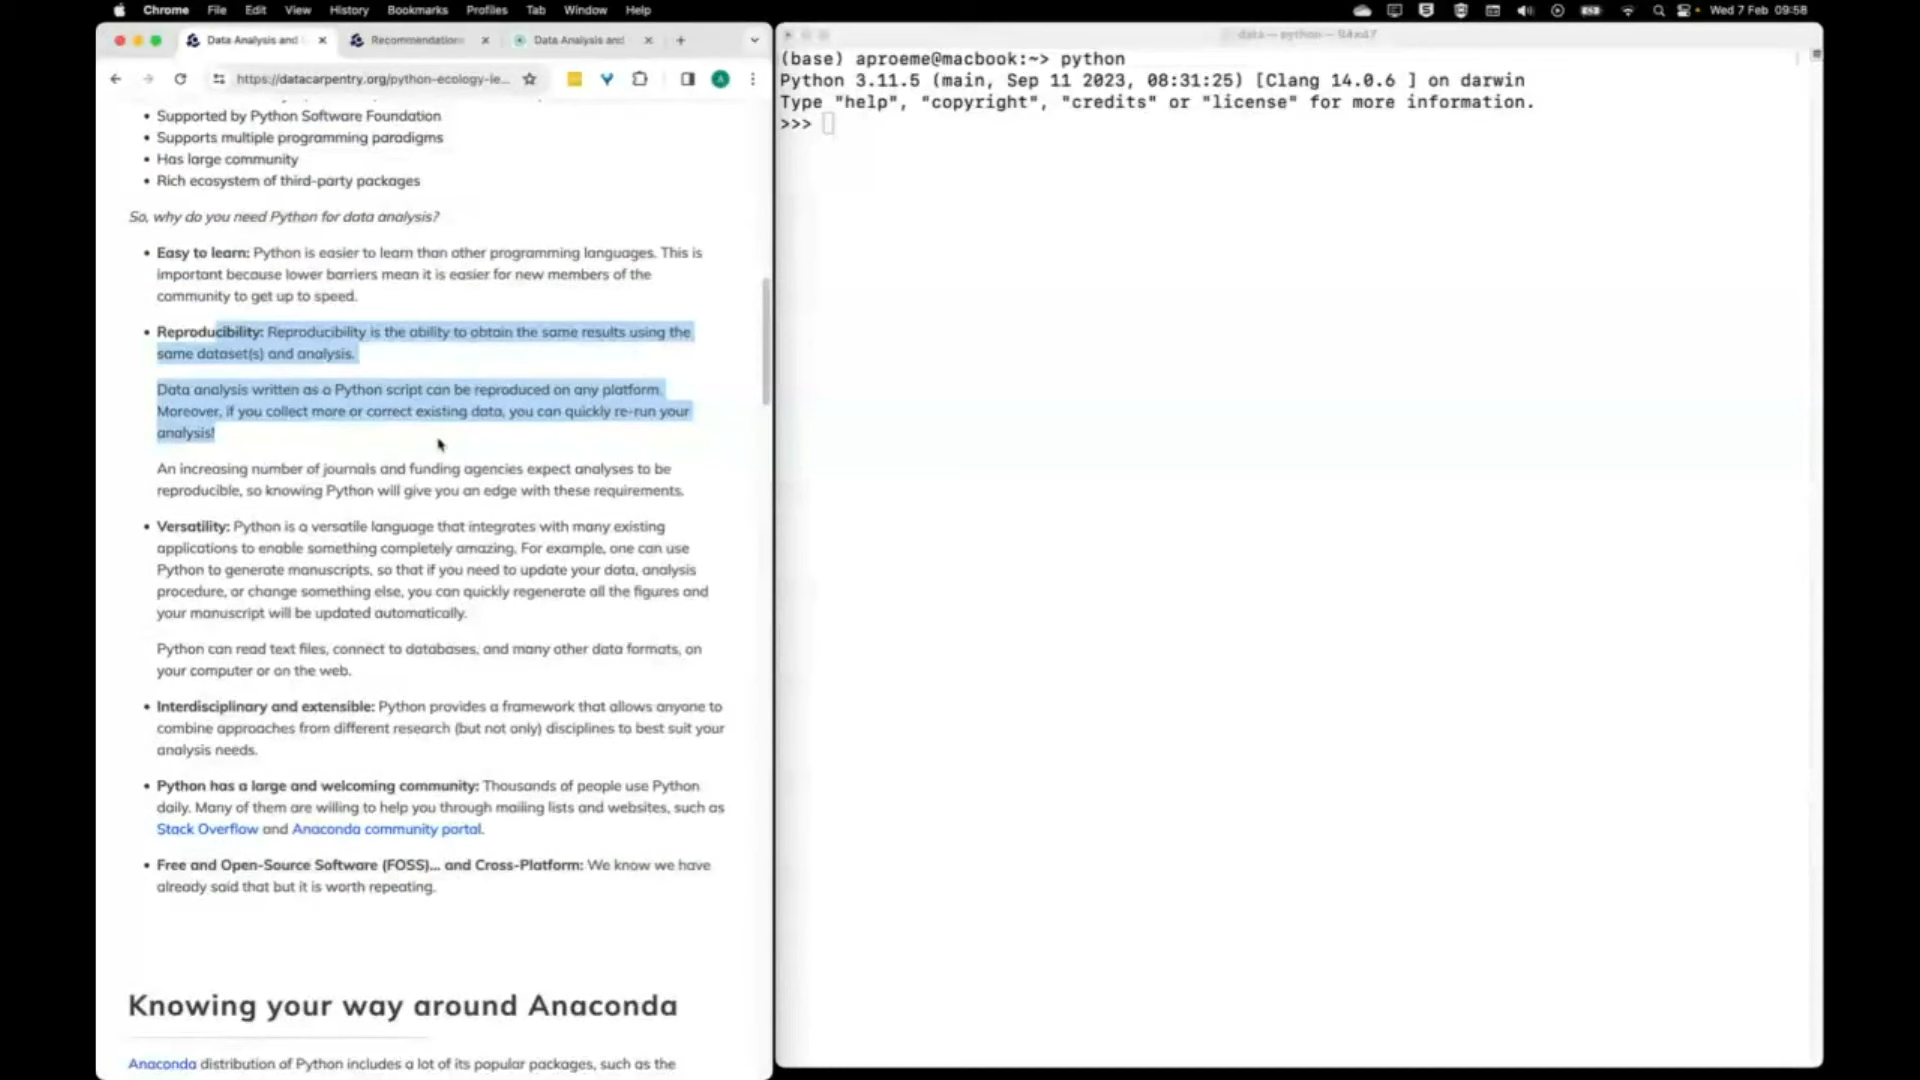 Chrome File Edit View History Bookmarks Profiles Tab Window Help Wed 7 Feb 09:58
Data Analysis and Recommendation Data Analysis and
https://datacarpentry.org/python-ecology-le...
Supported by Python Software Foundation
Supports multiple programming paradigms
Has large community
Rich ecosystem of third-party packages
So, why do you need Python for data analysis?
Easy to learn: Python is easier to learn than other programming languages. This is
important because lower barriers mean it is easier for new members of the
community to get up to speed.
Reproducibility: Reproducibility is the ability to obtain the same results using the
same dataset(s) and analysis.
Data analysis written as a Python script can be reproduced on any platform.
Moreover, if you collect more or correct existing data, you can quickly re-run your
analysis!
An increasing number of journals and funding agencies expect analyses to be
reproducible, so knowing Python will give you an edge with these requirements.
Versatility: Python is a versatile language that integrates with many existing
applications to enable something completely amazing. For example, one can use
Python to generate manuscripts, so that if you need to update your data, analysis
procedure, or change something else, you can quickly regenerate all the figures and
your manuscript will be updated automatically.
Python can read text files, connect to databases, and many other data formats, on
your computer or on the web.
Interdisciplinary and extensible: Python provides a framework that allows anyone to
combine approaches from different research (but not only) disciplines to best suit your
analysis needs.
Python has a large and welcoming community: Thousands of people use Python
daily. Many of them are willing to help you through mailing lists and websites, such as
Stack Overflow and Anaconda community portal.
Free and Open-Source Software (FOSS)... and Cross-Platform: We know we have
already said that but it is worth repeating.
Knowing your way around Anaconda
Anaconda distribution of Python includes a lot of its popular packages, such as the
data — python — 94x47
(base) aproeme@macbook:~> python
Python 3.11.5 (main, Sep 11 2023, 08:31:25) [Clang 14.0.6 ] on darwin
Type "help", "copyright", "credits" or "license" for more information.
>>>